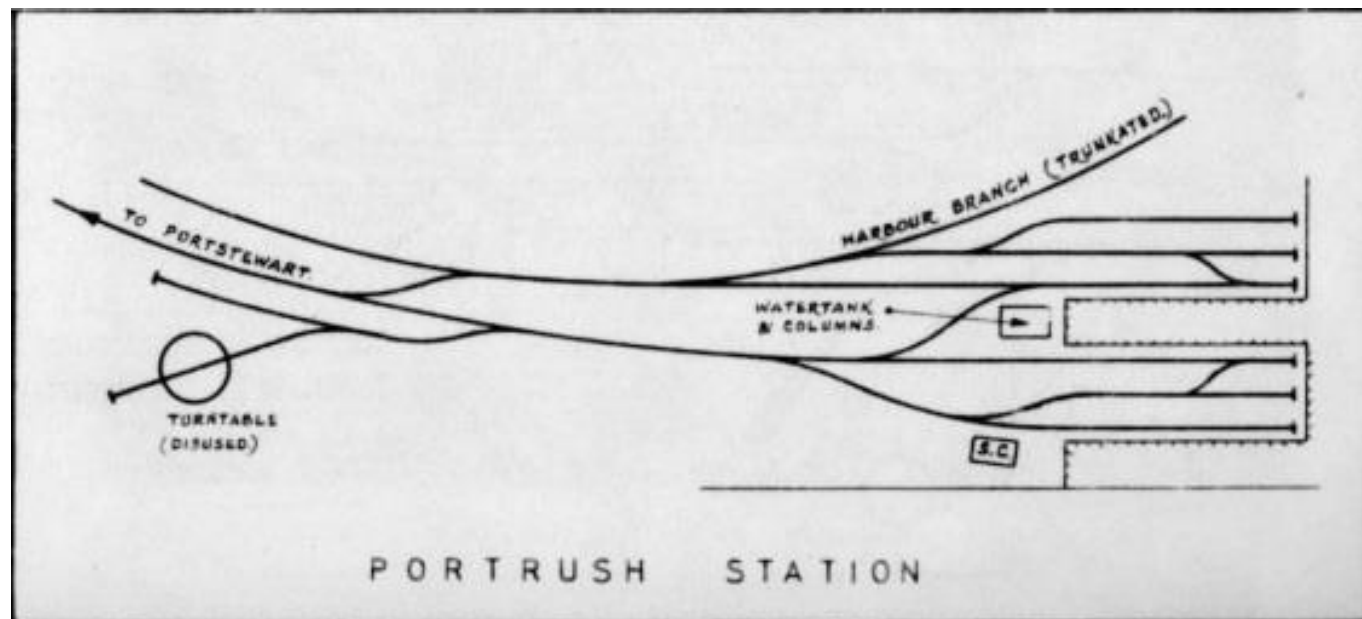 HARBOUR BRANCH (TRUNKATED.)
TO PORTSTEWART.
WATERTANK
& COLUMNS.
TURNTABLE
(DISUSED)
S.C.
PORTRUSH STATION